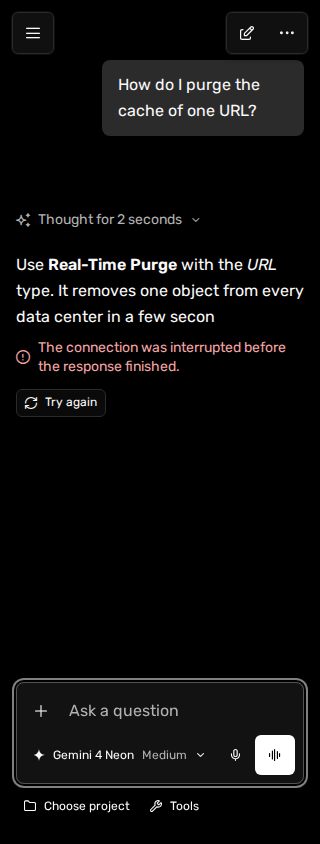 How do I purge the
cache of one URL?
Thought for 2 seconds
Use Real-Time Purge with the URL
type. It removes one object from every
data center in a few secon
The connection was interrupted before
the response finished.
Try again
Ask a question
Gemini 4 Neon Medium
Choose project Tools